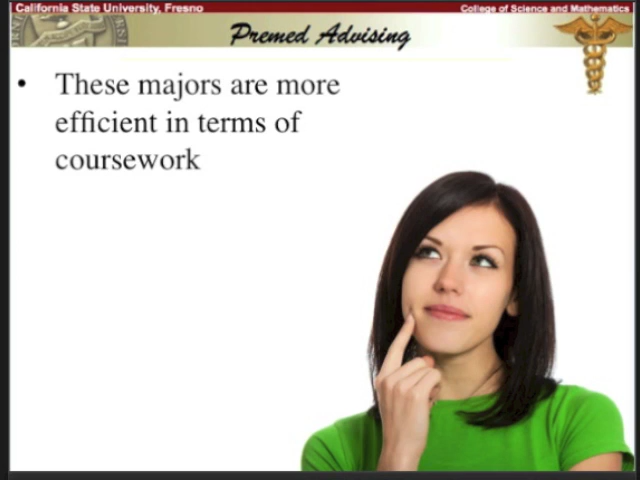 California State University, Fresno
College of Science and Mathematics
Premed Advising
• These majors are more
efficient in terms of
coursework